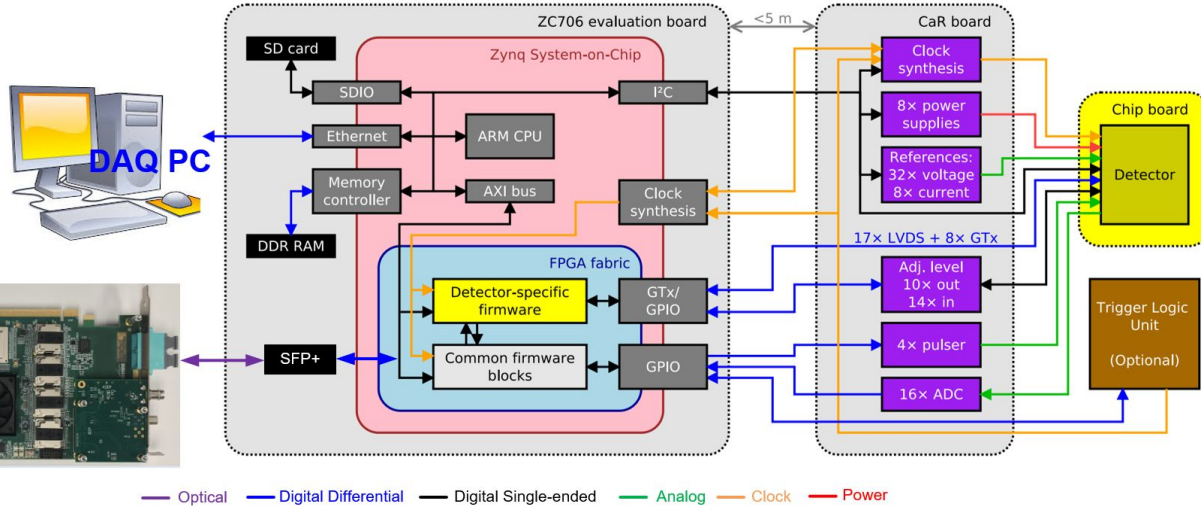 ZC706 evaluation board
<5 m
CaR board
SD card
Zynq System-on-Chip
Clock
synthesis
SDIO
I²C
Chip board
8× power
supplies
DAQ PC
Ethernet
ARM CPU
References:
32× voltage
8× current
Detector
Memory
controller
AXI bus
Clock
synthesis
DDR RAM
17× LVDS + 8× GTx
FPGA fabric
Adj. level
10× out
14× in
Detector-specific
firmware
GTx/
GPIO
Trigger Logic
Unit
(Optional)
SFP+
Common firmware
blocks
GPIO
4× pulser
16× ADC
Optical
Digital Differential
Digital Single-ended
Analog
Clock
Power